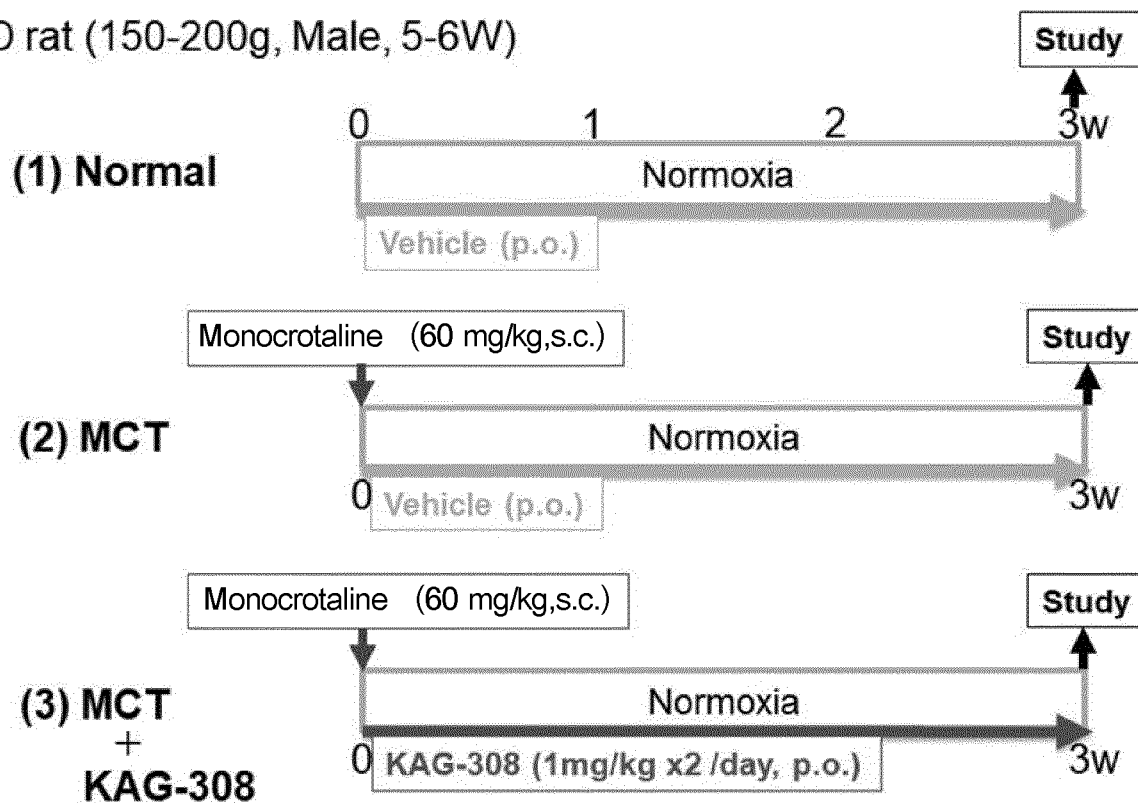 rat (150-200g, Male, 5-6W)
Study
0 1 2 3w
(1) Normal
Normoxia
Vehicle (p.o.)
Monocrotaline (60 mg/kg,s.c.)
Study
(2) MCT
Normoxia
0 Vehicle (p.o.) 3w
Monocrotaline (60 mg/kg,s.c.)
Study
(3) MCT
Normoxia
+
0 KAG-308 (1mg/kg x2 /day, p.o.) 3w
KAG-308